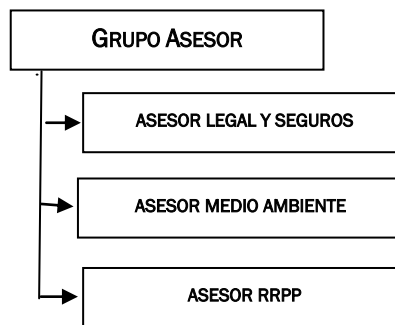 GRUPO ASESOR
ASESOR LEGAL Y SEGUROS
ASESOR MEDIO AMBIENTE
ASESOR RRPP